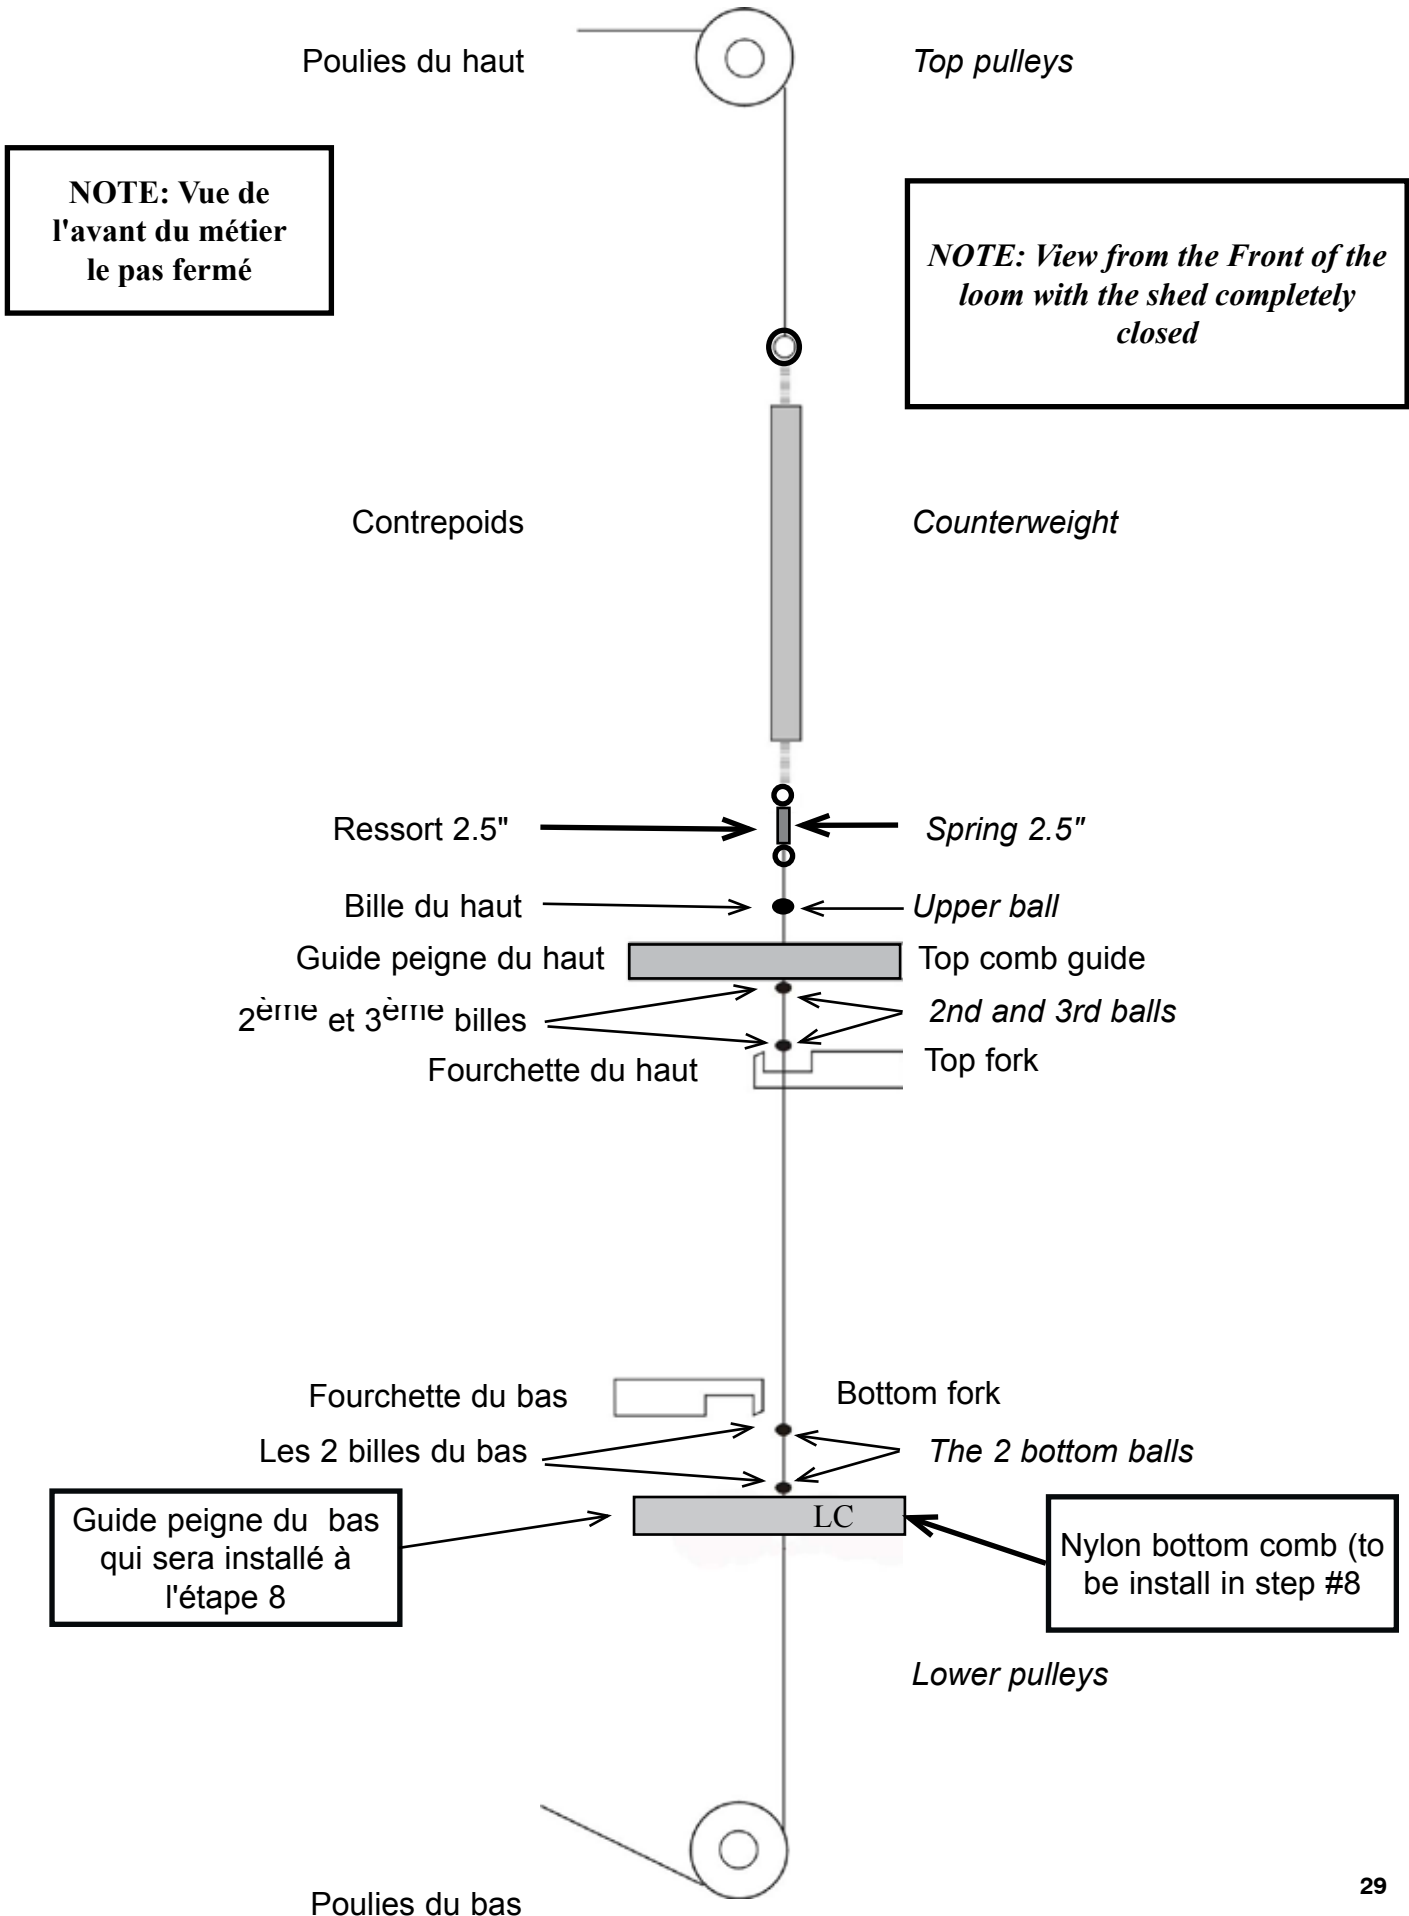 Poulies du haut
Top pulleys
NOTE: Vue de
l'avant du métier
le pas fermé
NOTE: View from the Front of the
loom with the shed completely
closed
Contrepoids
Counterweight
Ressort 2.5"
Spring 2.5"
Bille du haut
Upper ball
Guide peigne du haut
Top comb guide
2ème et 3ème billes
2nd and 3rd balls
Fourchette du haut
Top fork
Fourchette du bas
Bottom fork
Les 2 billes du bas
The 2 bottom balls
LC
Guide peigne du bas
qui sera installé à
l'étape 8
Nylon bottom comb (to
be install in step #8
Lower pulleys
Poulies du bas
29